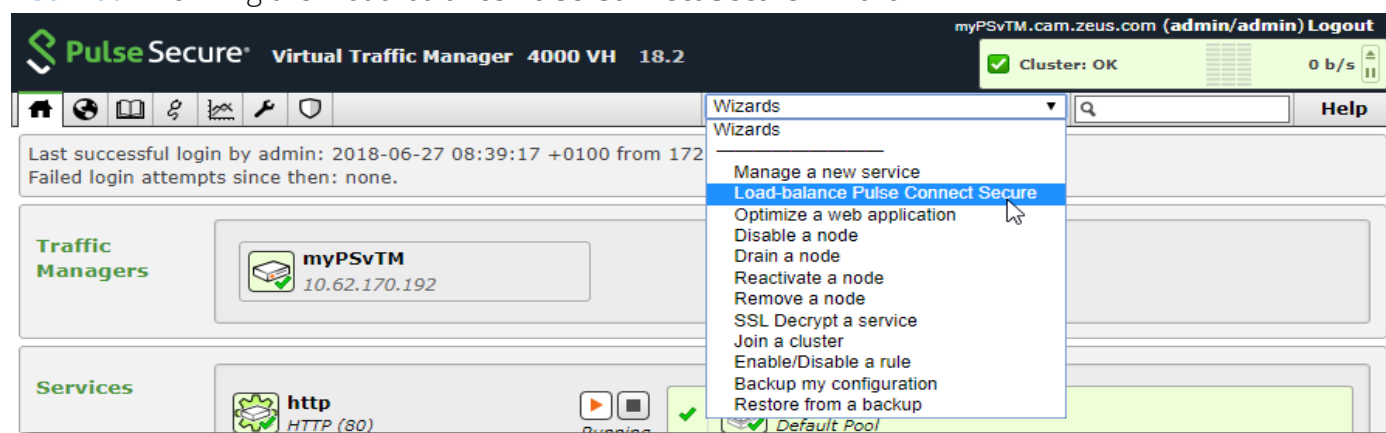 myPSvTM.cam.zeus.com (admin/admin) Logout
Pulse Secure® Virtual Traffic Manager 4000 VH 18.2
Cluster: OK 0 b/s
Wizards Help
Last successful login by admin: 2018-06-27 08:39:17 +0100 from 172
Failed login attempts since then: none.
Wizards
Manage a new service
Load-balance Pulse Connect Secure
Optimize a web application
Disable a node
Drain a node
Reactivate a node
Remove a node
SSL Decrypt a service
Join a cluster
Enable/Disable a rule
Backup my configuration
Restore from a backup
Traffic
Managers
myPSvTM
10.62.170.192
Services
http
HTTP (80)
Running
Default Pool